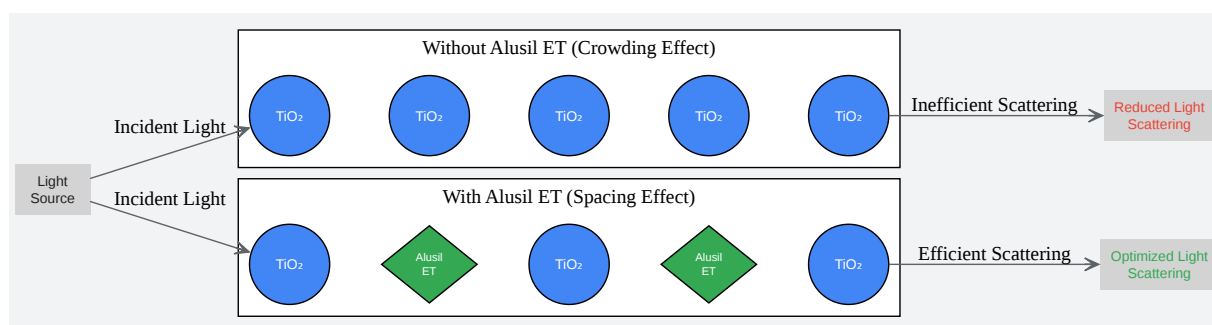 Without Alusil ET (Crowding Effect)
TiO₂ TiO₂ TiO₂ TiO₂ TiO₂
Incident Light
Inefficient Scattering
Reduced Light
Scattering
Light
Source
Incident Light
With Alusil ET (Spacing Effect)
TiO₂
Alusil
ET
TiO₂
Alusil
ET
TiO₂
Efficient Scattering
Optimized Light
Scattering